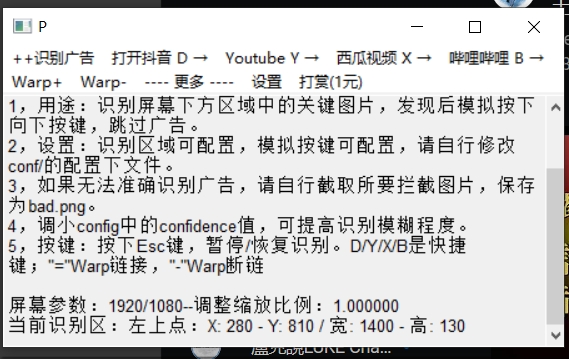 P
++识别广告 打开抖音 D → Youtube Y → 西瓜视频 X → 哔哩哔哩 B →
Warp+ Warp- ---- 更多 ---- 设置 打赏(1元)
1，用途：识别屏幕下方区域中的关键图片，发现后模拟按下
向下按键，跳过广告。
2，设置：识别区域可配置，模拟按键可配置，请自行修改
conf/的配置下文件。
3，如果无法准确识别广告，请自行截取所要拦截图片，保存
为bad.png。
4，调小config中的confidence值，可提高识别模糊程度。
5，按键：按下Esc键，暂停/恢复识别。D/Y/X/B是快捷
键；"="Warp链接，"-"Warp断链
屏幕参数：1920/1080--调整缩放比例：1.000000
当前识别区：左上点：X: 280 - Y: 810 / 宽: 1400 - 高: 130